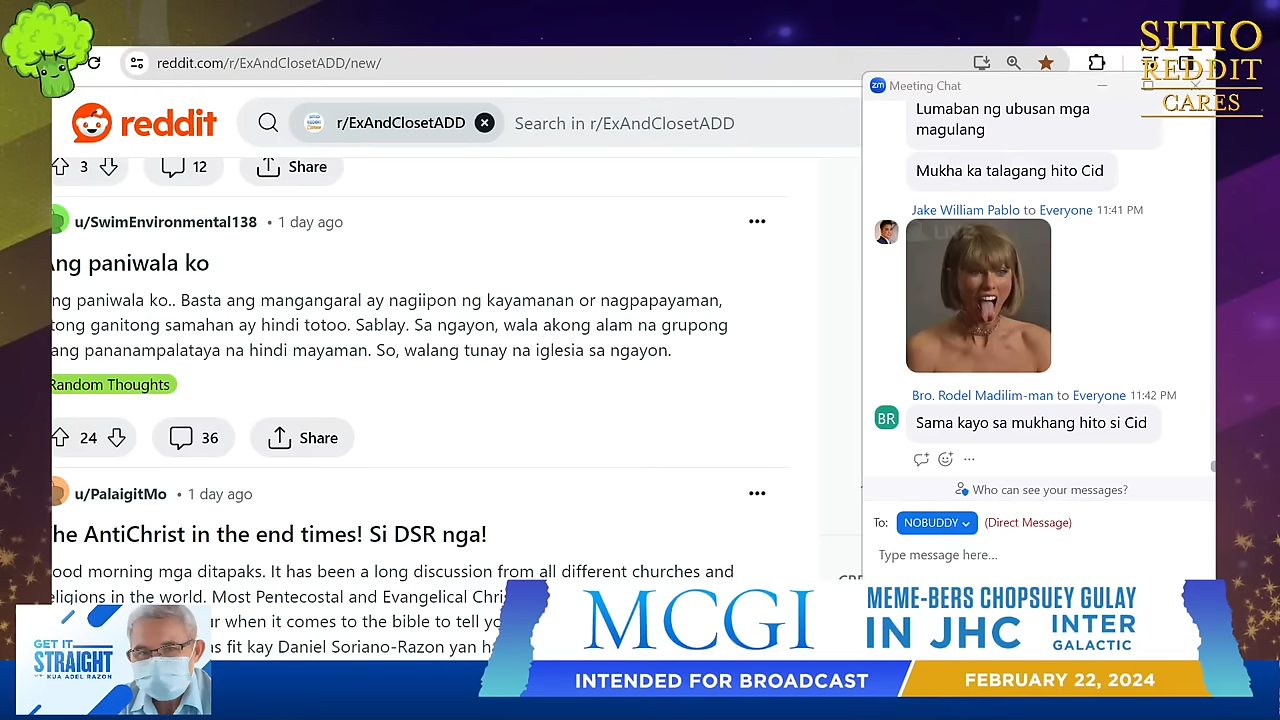 reddit.com/r/ExAndClosetADD/new/
SITIO
REDDIT
CARES
reddit
r/ExAndClosetADD
Search in r/ExAndClosetADD
3
12
Share
u/SwimEnvironmental138 • 1 day ago
ng paniwala ko
ng paniwala ko.. Basta ang mangangaral ay nagiipon ng kayamanan or nagpapayaman,
tong ganitong samahan ay hindi totoo. Sablay. Sa ngayon, wala akong alam na grupong
ang pananampalataya na hindi mayaman. So, walang tunay na iglesia sa ngayon.
Random Thoughts
24
36
Share
u/PalaigitMo • 1 day ago
he AntiChrist in the end times! Si DSR nga!
ood morning mga ditapaks. It has been a long discussion from all different churches and
eligions in the world. Most Pentecostal and Evangelical Chri
ur when it comes to the bible to tell yo
s fit kay Daniel Soriano-Razon yan
zm Meeting Chat
Lumaban ng ubusan mga
magulang
Mukha ka talagang hito Cid
Jake William Pablo to Everyone 11:41 PM
LIVE
Bro. Rodel Madilim-man to Everyone 11:42 PM
BR
Sama kayo sa mukhang hito si Cid
Who can see your messages?
To: NOBUDDY (Direct Message)
Type message here...
GET IT
STRAIGHT
WITH KUA ADEL RAZON
MCGI
MEME-BERS CHOPSUEY GULAY
IN JHC INTER
GALACTIC
INTENDED FOR BROADCAST
FEBRUARY 22, 2024